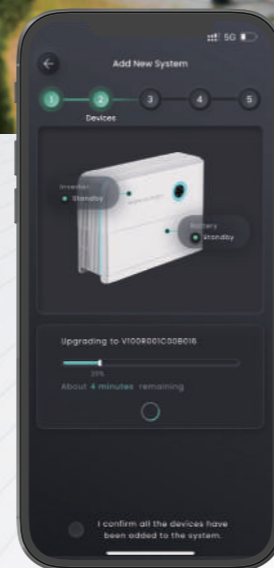 5G
Add New System
1 2 3 4 5
Devices
Inverter
Standby
Battery
Standby
Upgrading to V100R001C00B016
20%
About 4 minutes remaining
I confirm all the devices have
been added to the system.